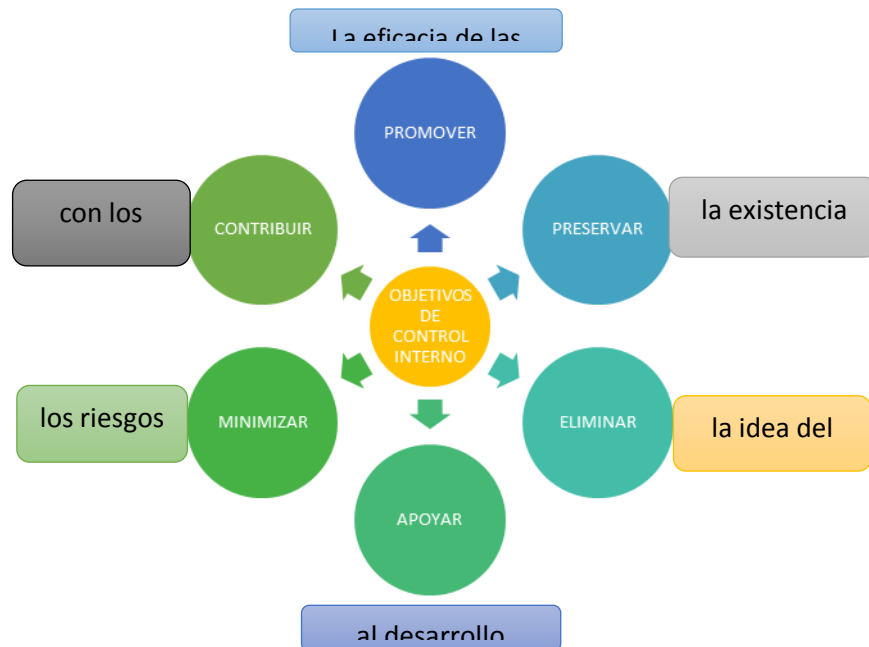 La eficacia de las
PROMOVER
con los
CONTRIBUIR
PRESERVAR
la existencia
OBJETIVOS
DE
CONTROL
INTERNO
los riesgos
MINIMIZAR
ELIMINAR
la idea del
APOYAR
al desarrollo